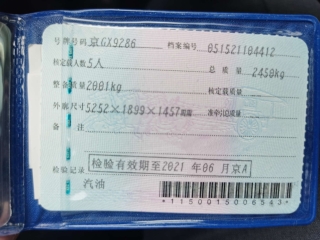 号牌号码 京GX9286 档案编号 051521104412
核定载人数 5人 总质量 2450kg
整备质量 2001kg 核定载质量
外廓尺寸 5252×1899×1457mm 准牵引总质量
备注
检验记录 检验有效期至2021年06月京A
汽油
*1150015006543*